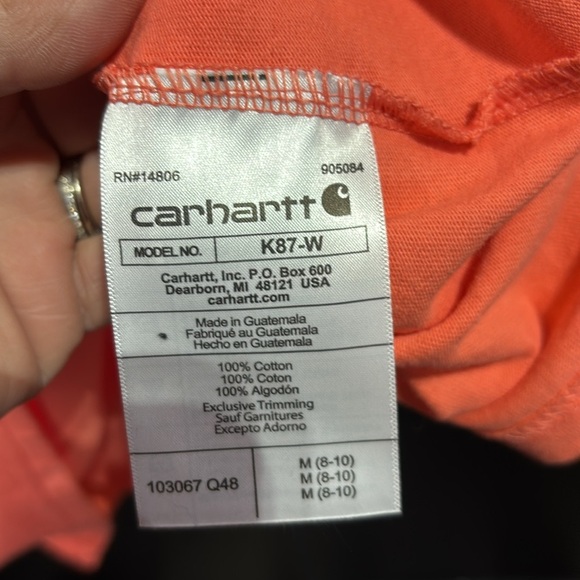 RN#14806 905084
carhartt
MODEL NO. K87-W
Carhartt, Inc. P.O. Box 600
Dearborn, MI 48121 USA
carhartt.com
Made in Guatemala
Fabriqué au Guatemala
Hecho en Guatemala
100% Cotton
100% Coton
100% Algodón
Exclusive Trimming
Sauf Garnitures
Excepto Adorno
103067 Q48
M (8-10)
M (8-10)
M (8-10)